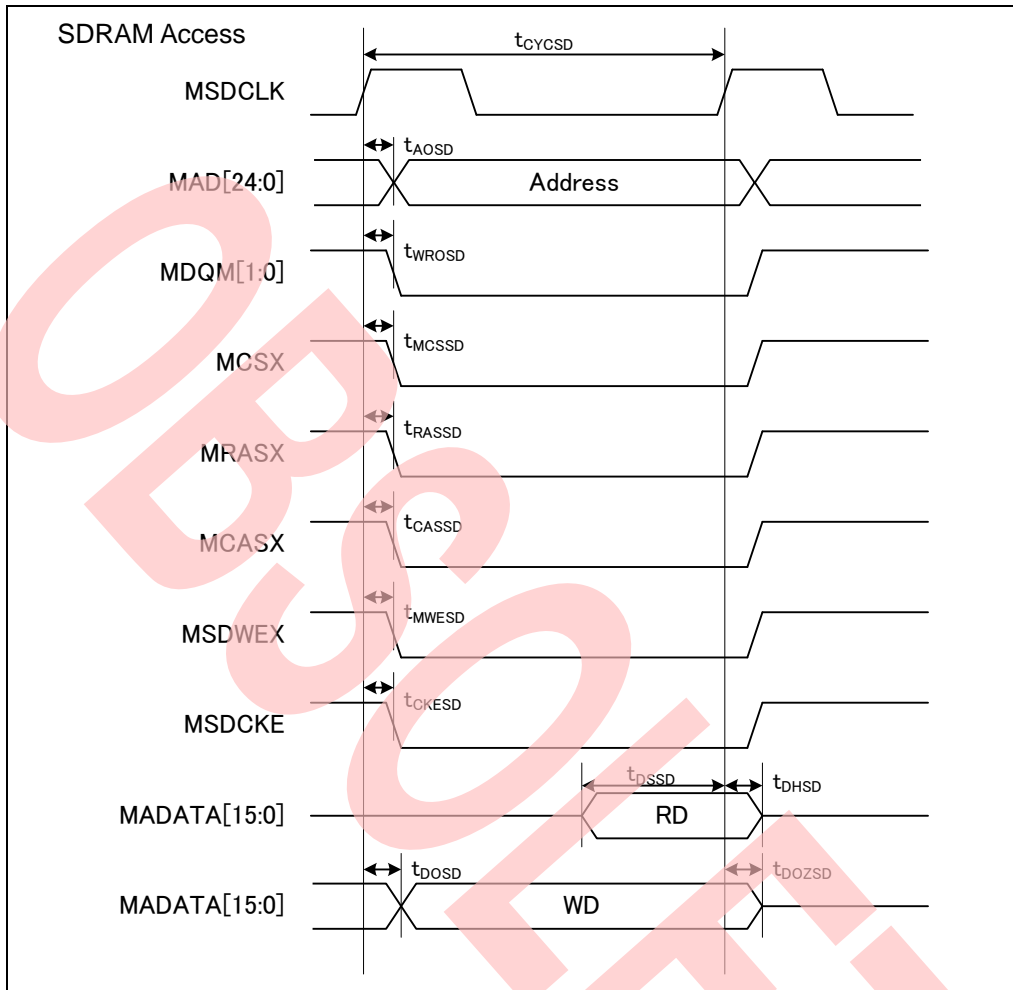 SDRAM Access
tCYCSD
MSDCLK
tAOSD
MAD[24:0]
Address
tWROSD
MDQM[1:0]
tMCSSD
MCSX
tRASSD
MRASX
tCASSD
MCASX
tMWESD
MSDWEX
tCKESD
MSDCKE
tDSSD
tDHSD
MADATA[15:0]
RD
tDOSD
tDOZSD
MADATA[15:0]
WD
OBSOLET